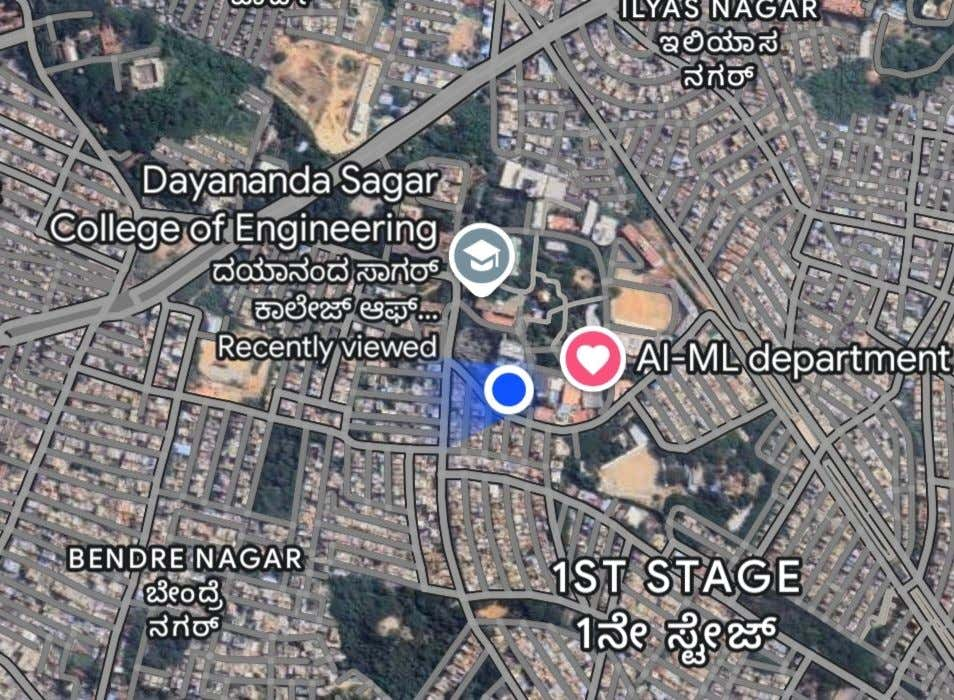 ILYAS NAGAR
ಇಲಿಯಾಸ
ನಗರ್
Dayananda Sagar
College of Engineering
ದಯಾನಂದ ಸಾಗರ್
ಕಾಲೇಜ್ ಆಫ್...
Recently viewed
AI-ML department
BENDRE NAGAR
ಬೇಂದ್ರೆ
ನಗರ್
1ST STAGE
1ನೇ ಸ್ಟೇಜ್